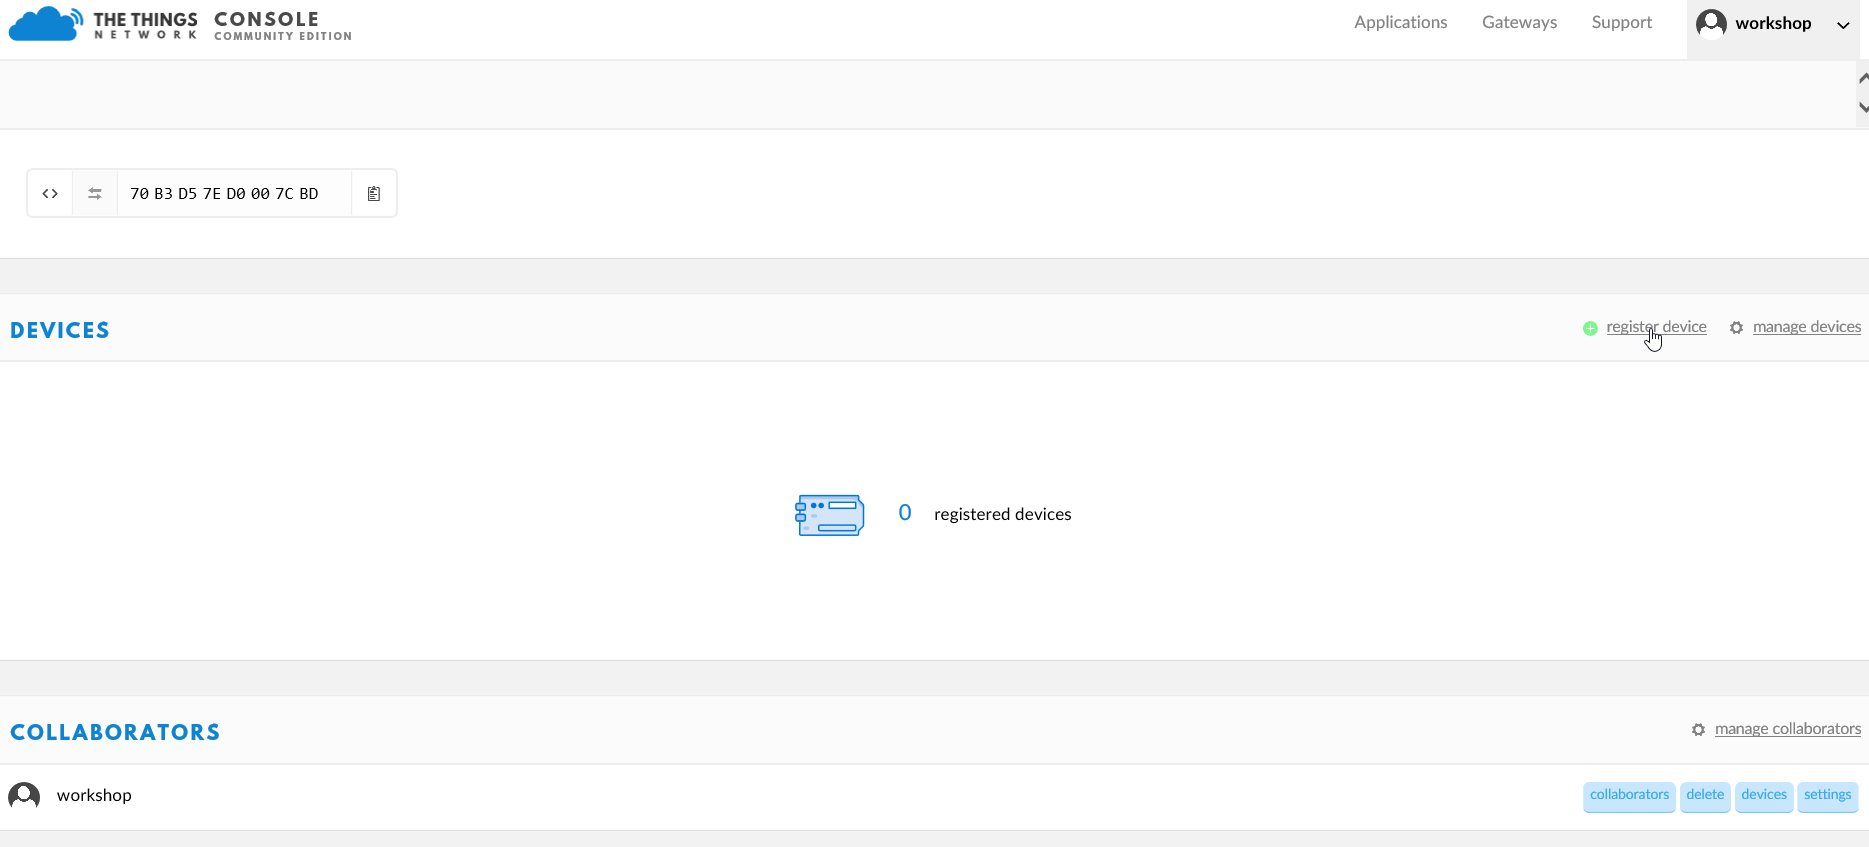 THE THINGS CONSOLE
NETWORK COMMUNITY EDITION
Applications Gateways Support workshop
70 B3 D5 7E D0 00 7C BD
DEVICES register device manage devices
0 registered devices
COLLABORATORS manage collaborators
workshop collaborators delete devices settings